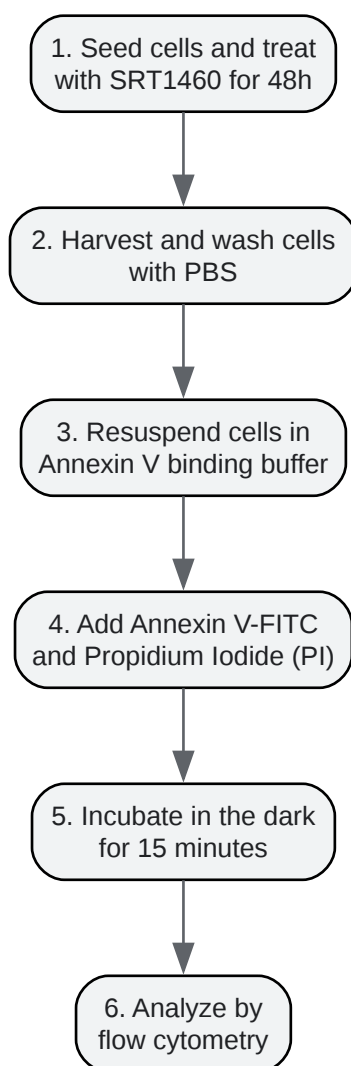 1. Seed cells and treat
with SRT1460 for 48h
2. Harvest and wash cells
with PBS
3. Resuspend cells in
Annexin V binding buffer
4. Add Annexin V-FITC
and Propidium Iodide (PI)
5. Incubate in the dark
for 15 minutes
6. Analyze by
flow cytometry